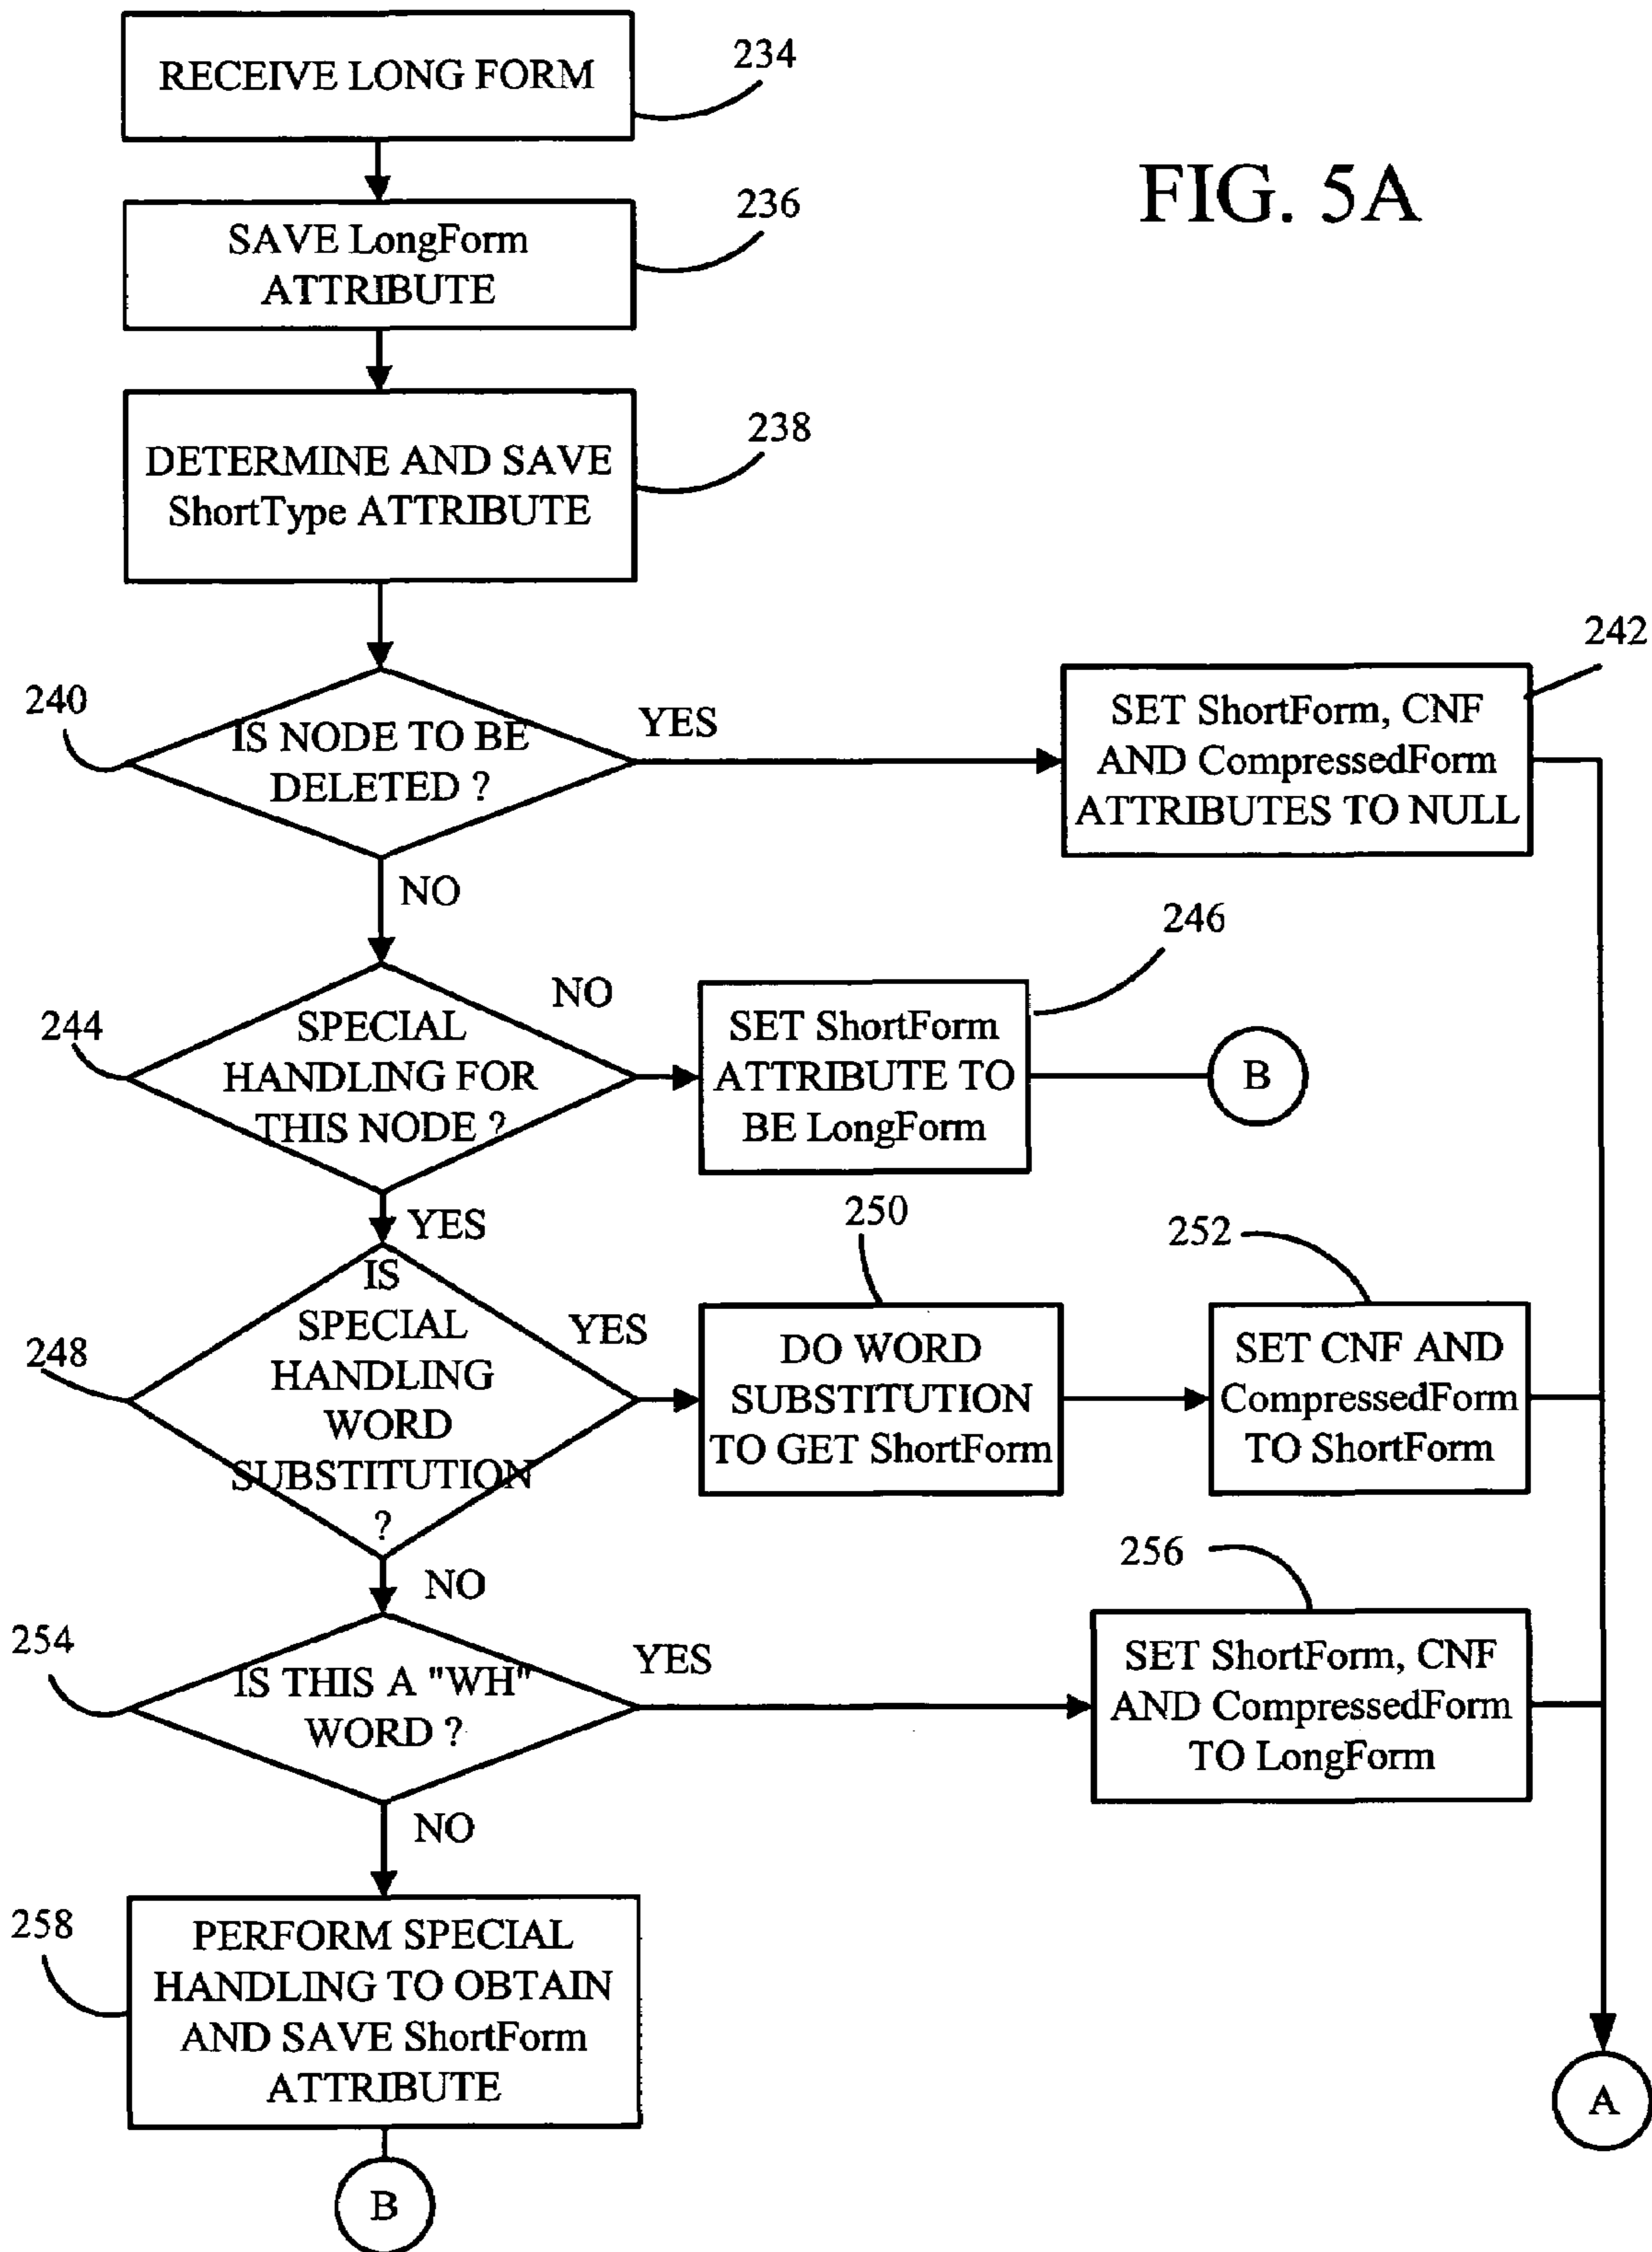 RECEIVE LONG FORM
234
FIG. 5A
SAVE LongForm
ATTRIBUTE
236
DETERMINE AND SAVE
ShortType ATTRIBUTE
238
240
IS NODE TO BE
DELETED ?
YES
NO
SET ShortForm, CNF
AND CompressedForm
ATTRIBUTES TO NULL
242
244
SPECIAL
HANDLING FOR
THIS NODE ?
NO
YES
SET ShortForm
ATTRIBUTE TO
BE LongForm
246
B
248
IS
SPECIAL
HANDLING
WORD
SUBSTITUTION
?
YES
NO
250
DO WORD
SUBSTITUTION
TO GET ShortForm
252
SET CNF AND
CompressedForm
TO ShortForm
254
IS THIS A "WH"
WORD ?
YES
NO
256
SET ShortForm, CNF
AND CompressedForm
TO LongForm
258
PERFORM SPECIAL
HANDLING TO OBTAIN
AND SAVE ShortForm
ATTRIBUTE
A
B